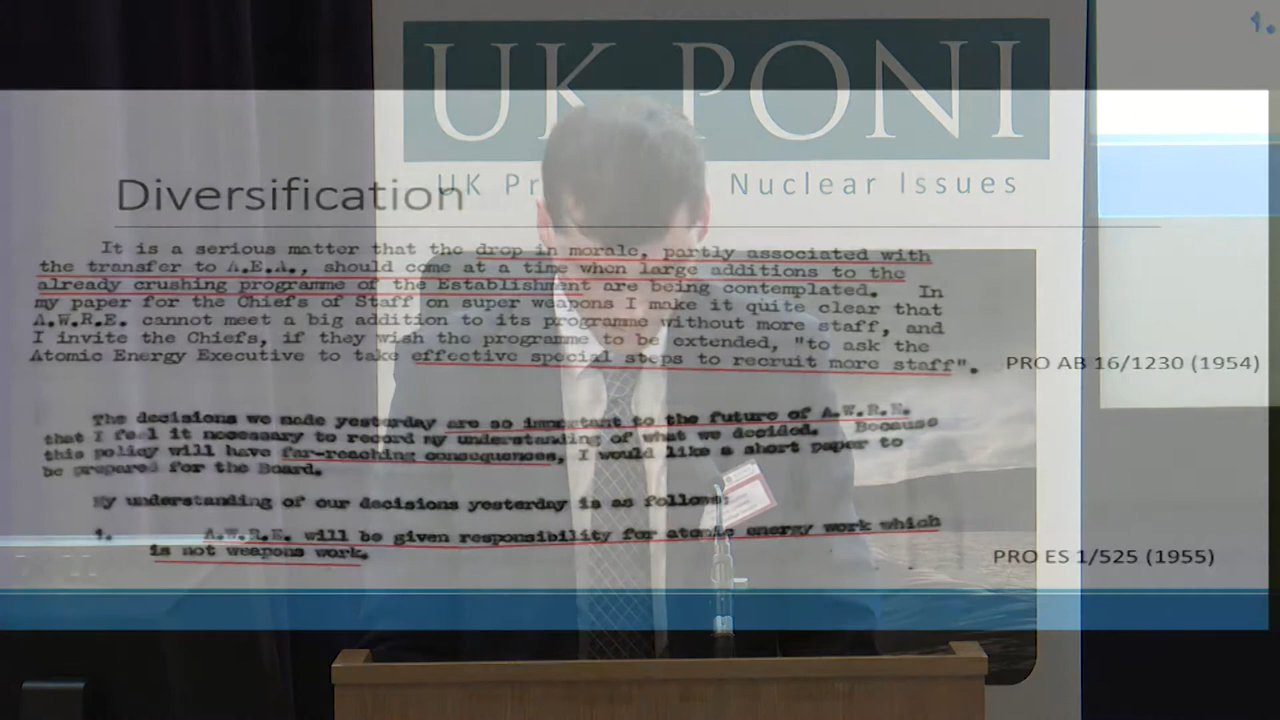 1.
UK PONI
UK Pr Nuclear Issues
Diversification
It is a serious matter that the drop in morale, partly associated with
the transfer to A.E.A., should come at a time when large additions to the
already crushing programme of the Establishment are being contemplated. In
my paper for the Chiefs of Staff on super weapons I make it quite clear that
A.W.R.E. cannot meet a big addition to its programme without more staff, and
I invite the Chiefs, if they wish the programme to be extended, "to ask the
Atomic Energy Executive to take effective special steps to recruit more staff".
PRO AB 16/1230 (1954)
The decisions we made yesterday are so important to the future of A.W.R.E. Because
that I feel it necessary to record my understanding of what we decided.
this policy will have far-reaching consequences, I would like a short paper to
be prepared for the Board.
My understanding of our decisions yesterday is as follows:
1. A.W.R.E. will be given responsibility for atomic energy work which
is not weapons work.
PRO ES 1/525 (1955)